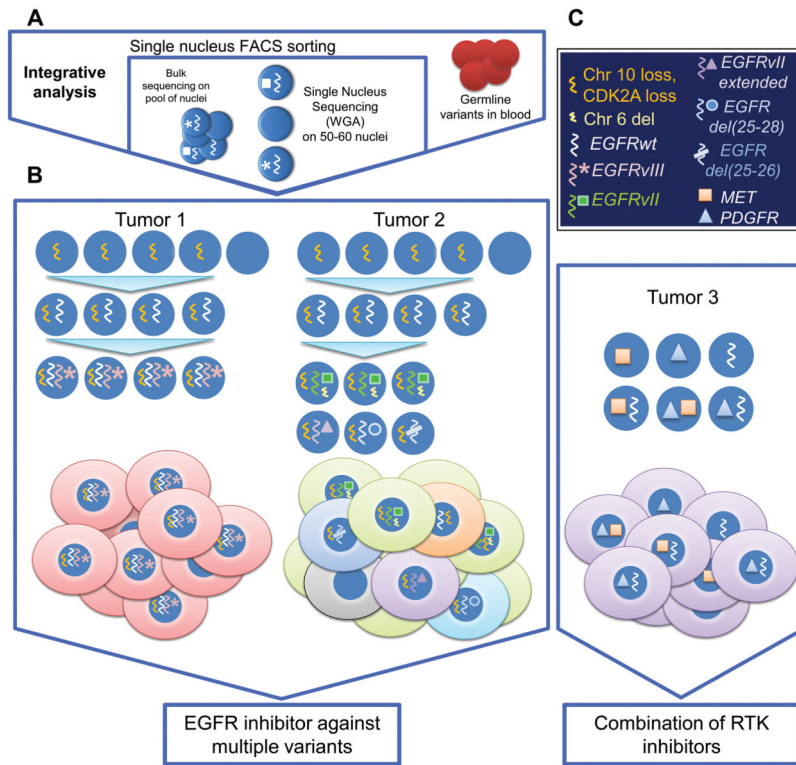 A
Single nucleus FACS sorting
Integrative
analysis
Bulk
sequencing on
pool of nuclei
Single Nucleus
Sequencing
(WGA)
on 50-60 nuclei
Germline
variants in blood
B
Tumor 1
Tumor 2
EGFR inhibitor against
multiple variants
C
Chr 10 loss,
CDK2A loss
Chr 6 del
EGFRwt
EGFRvIII
EGFRvII
EGFRvII
extended
EGFR
del(25-28)
EGFR
del(25-26)
MET
PDGFR
Tumor 3
Combination of RTK
inhibitors